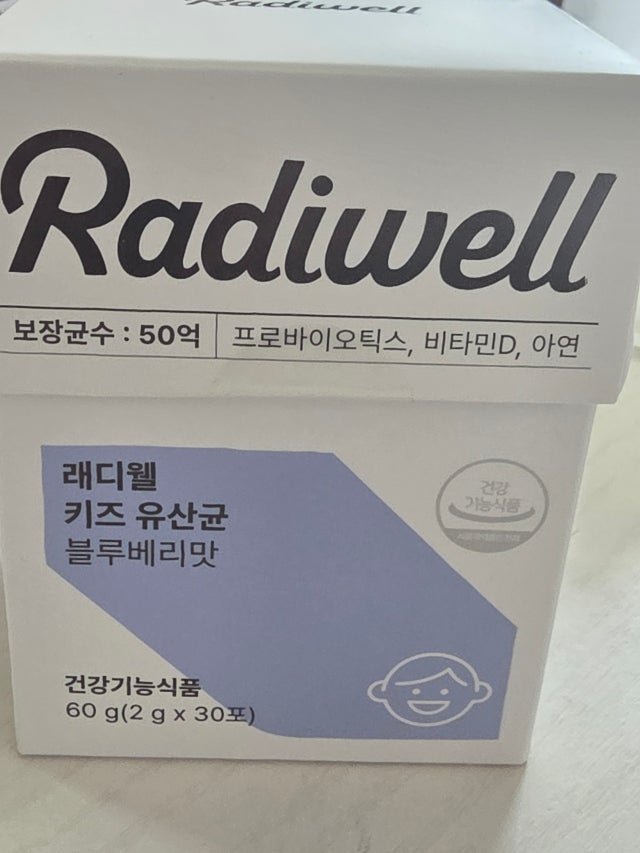 Radiwell
Radiwell
보장균수 : 50억
프로바이오틱스, 비타민D, 아연
래디웰
키즈 유산균
블루베리맛
건강
기능식품
건강기능식품
60 g(2 g x 30포)